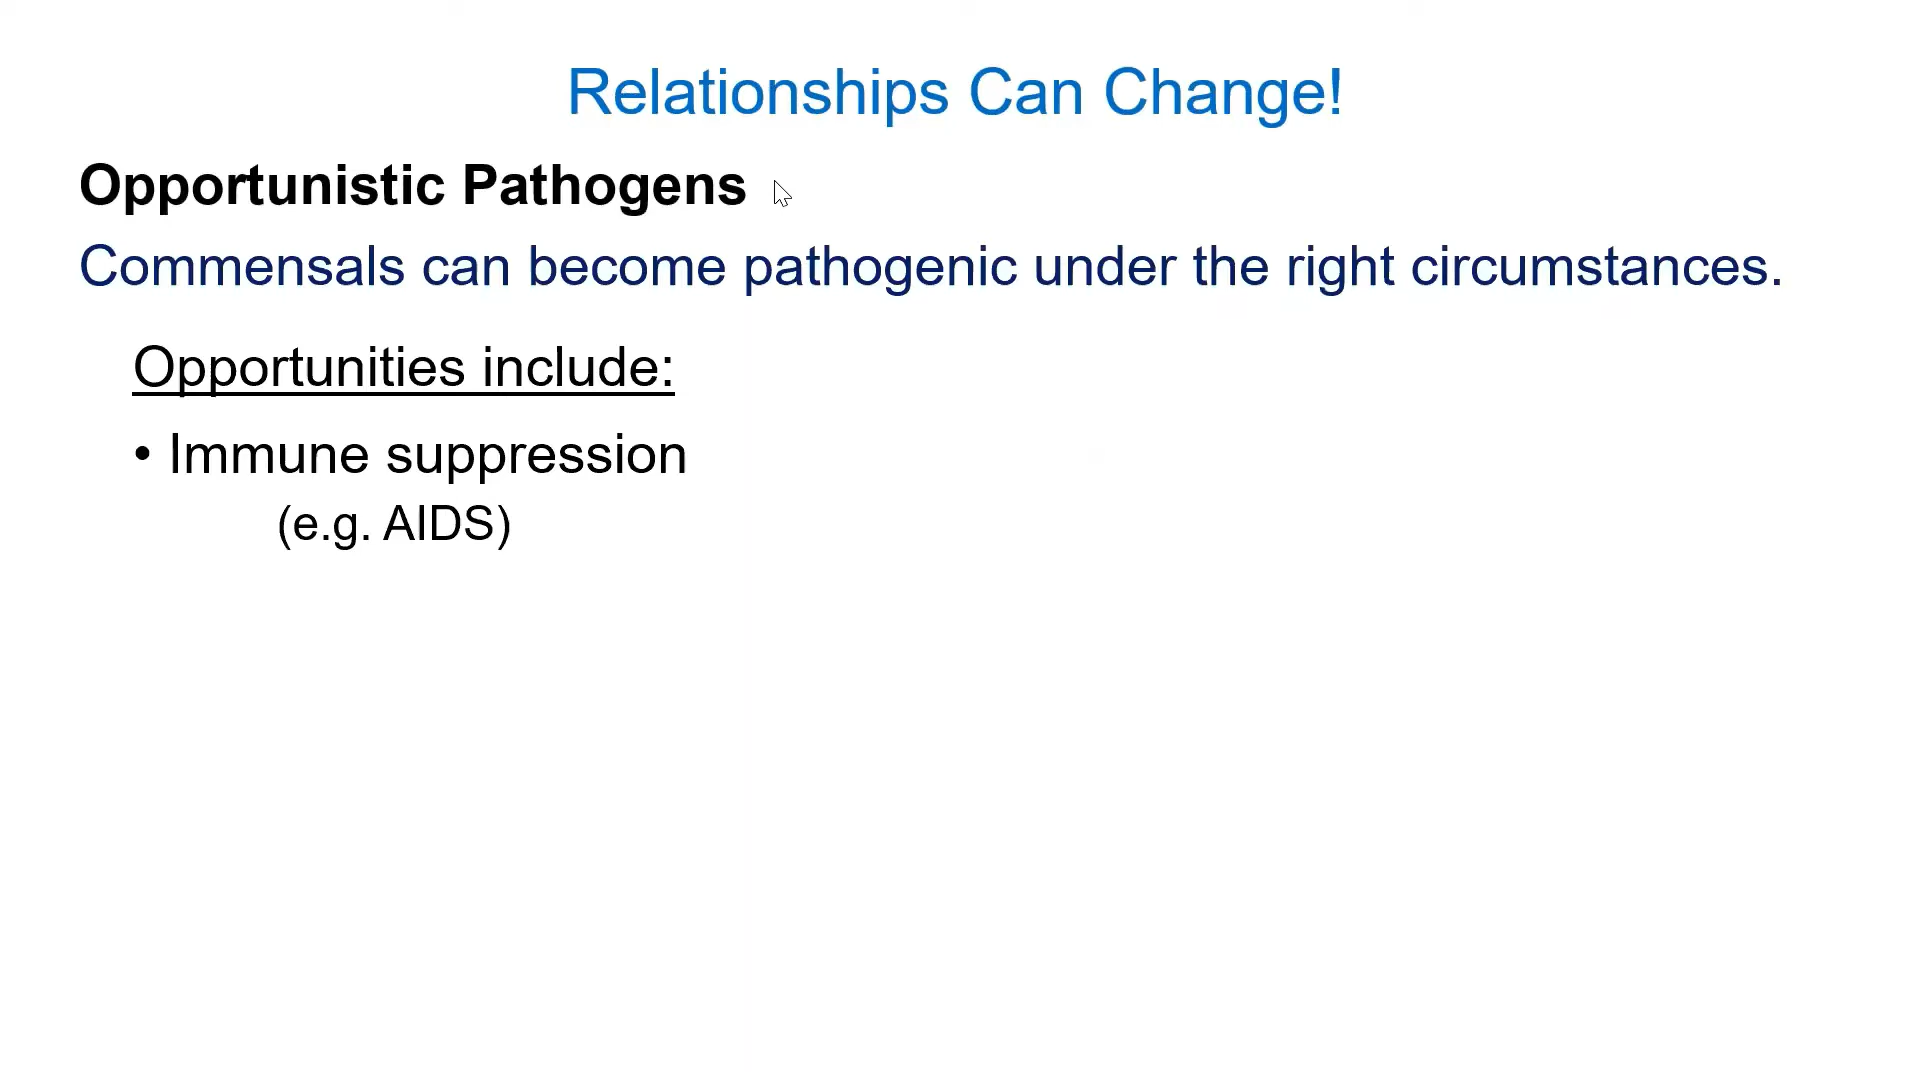 Relationships Can Change!
Opportunistic Pathogens
Commensals can become pathogenic under the right circumstances.
Opportunities include:
• Immune suppression
(e.g. AIDS)